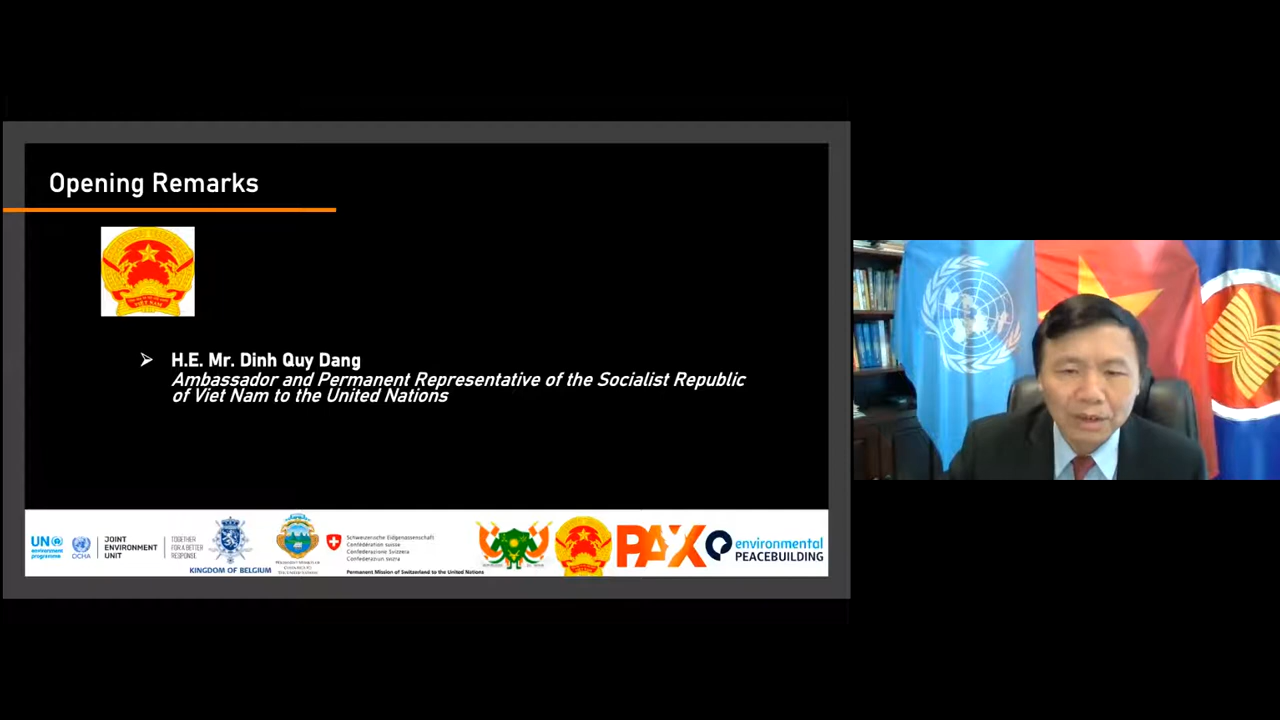 Opening Remarks
VIỆT NAM
➢ H.E. Mr. Dinh Quy Dang
Ambassador and Permanent Representative of the Socialist Republic
of Viet Nam to the United Nations
UN
environment
programme
OCHA
JOINT
ENVIRONMENT
UNIT
TOGETHER
FOR A BETTER
RESPONSE
KINGDOM OF BELGIUM
Schweizerische Eidgenossenschaft
Confédération suisse
Confederazione Svizzera
Confederaziun svizra
Permanent Mission of Switzerland to the United Nations
PAX
environmental
PEACEBUILDING